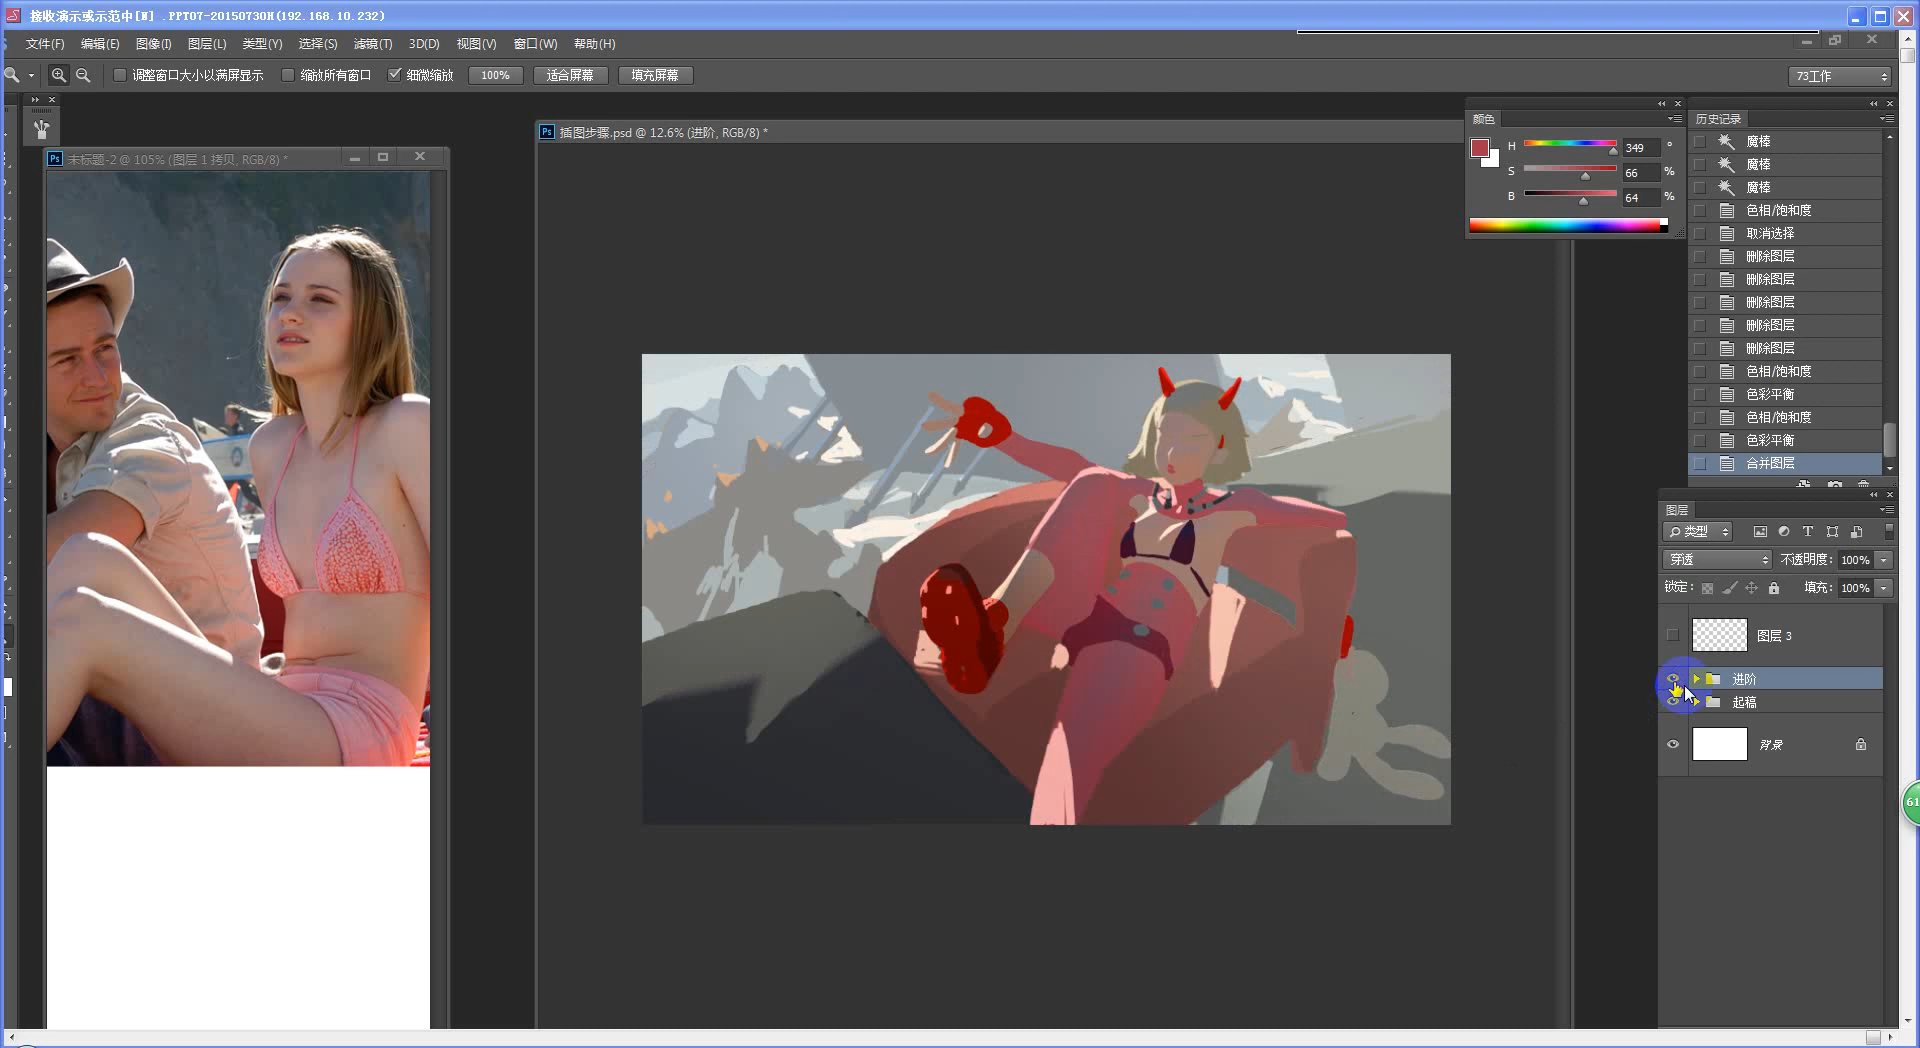 接收演示或示范中[W] .PPT07-20150730H(192.168.10.232)
文件(F) 编辑(E) 图像(I) 图层(L) 类型(Y) 选择(S) 滤镜(T) 3D(D) 视图(V) 窗口(W) 帮助(H)
调整窗口大小以满屏显示 缩放所有窗口 细微缩放 100% 适合屏幕 填充屏幕 73工作
Ps 未标题-2 @ 105% (图层 1 拷贝, RGB/8) *
Ps 插图步骤.psd @ 12.6% (进阶, RGB/8) *
颜色
H 349 °
S 66 %
B 64 %
历史记录
魔棒
魔棒
魔棒
色相/饱和度
取消选择
删除图层
删除图层
删除图层
删除图层
删除图层
色相/饱和度
色彩平衡
色相/饱和度
色彩平衡
合并图层
图层
类型
穿透 不透明度: 100%
锁定: 填充: 100%
图层 3
进阶
起稿
背景
61